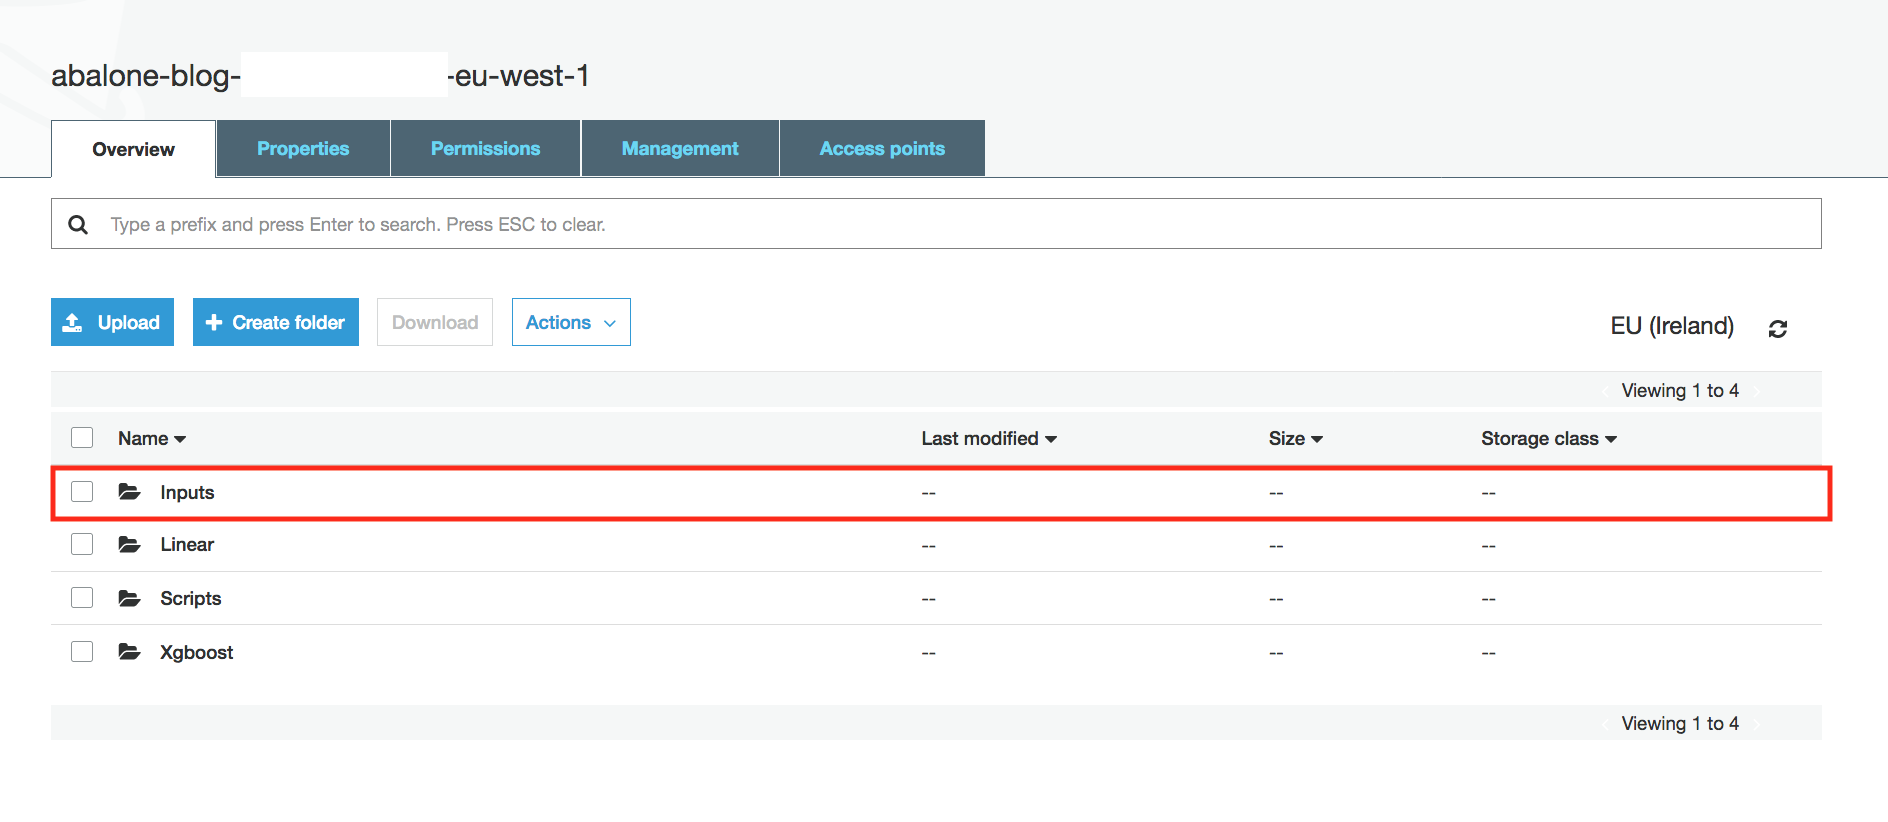 abalone-blog- -eu-west-1
Overview Properties Permissions Management Access points
Type a prefix and press Enter to search. Press ESC to clear.
Upload Create folder Download Actions EU (Ireland)
Viewing 1 to 4
Name Last modified Size Storage class
Inputs -- -- --
Linear -- -- --
Scripts -- -- --
Xgboost -- -- --
Viewing 1 to 4